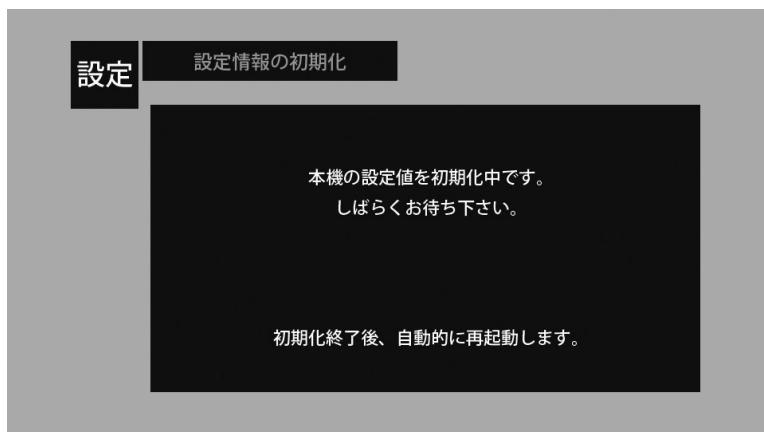 設定
設定情報の初期化
本機の設定値を初期化中です。
しばらくお待ち下さい。
初期化終了後、自動的に再起動します。